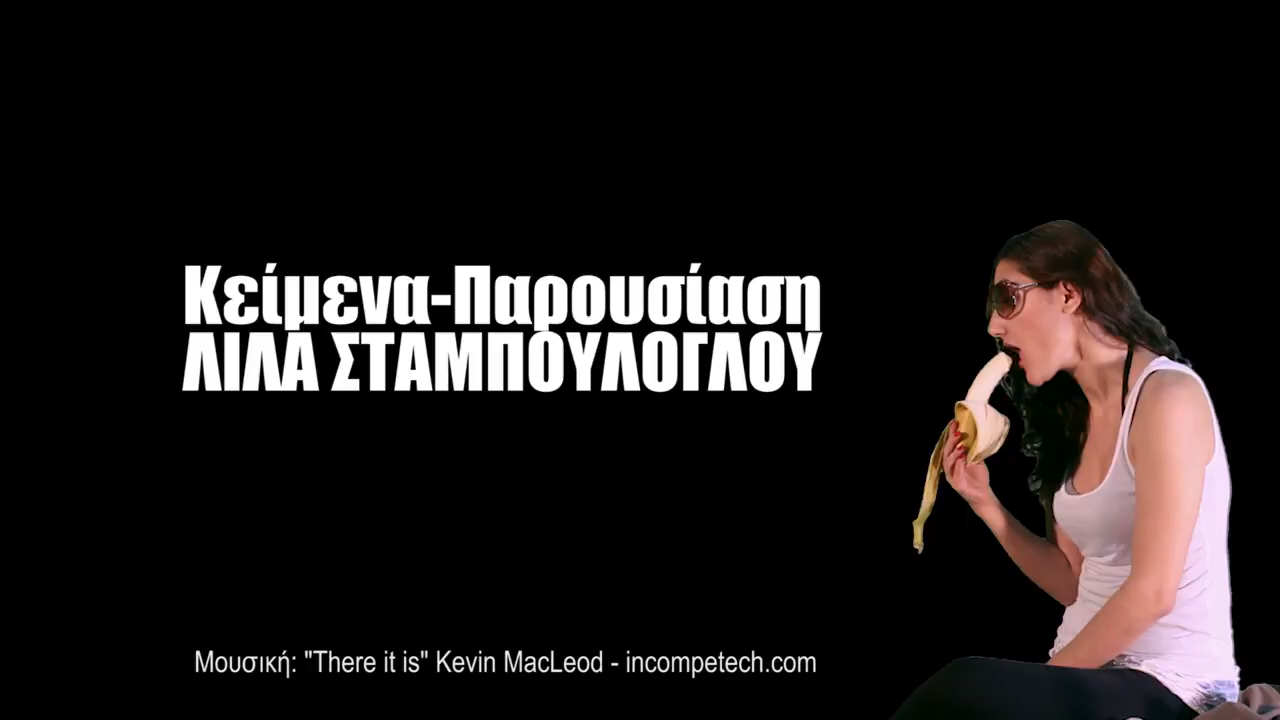 Κείμενα-Παρουσίαση
ΛΙΛΑ ΣΤΑΜΠΟΥΛΟΓΛΟΥ
Μουσική: "There it is" Kevin MacLeod - incompetech.com